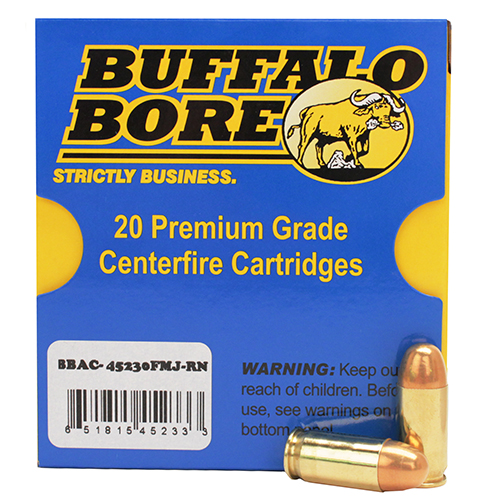 BUFFALO
BORE
STRICTLY BUSINESS.
20 Premium Grade
Centerfire Cartridges
BBAC- 45230FMJ-RN
6 51815 45233 3
WARNING: Keep ou
reach of children. Befo
use, see warnings on
bottom